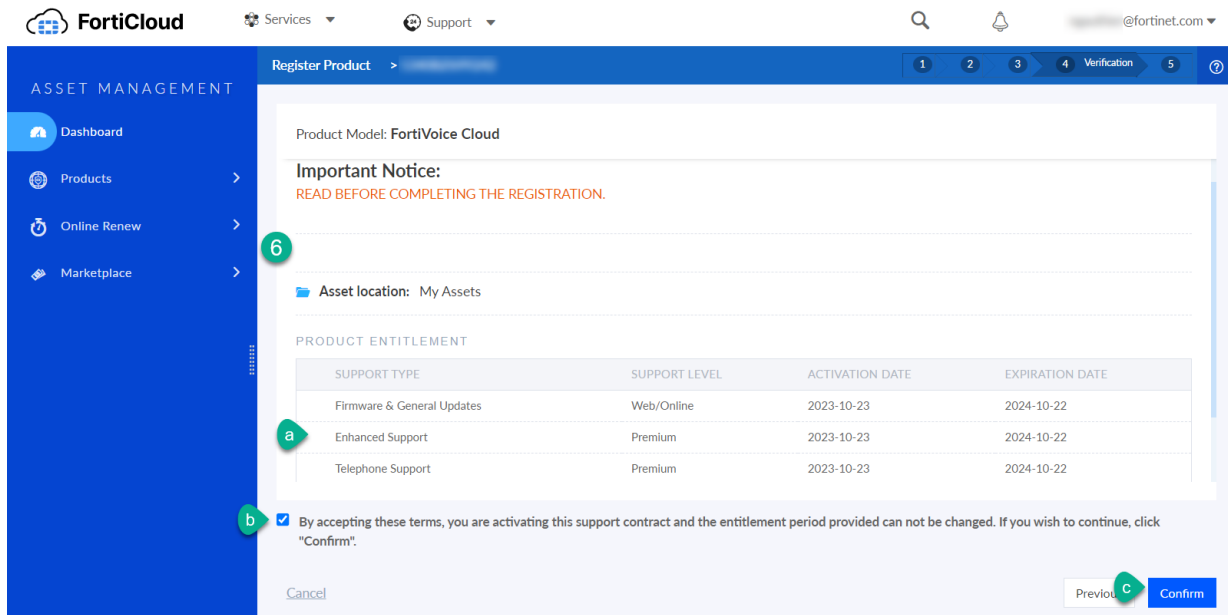 FortiCloud
Services
24
Support
@fortinet.com
ASSET MANAGEMENT
Dashboard
Products
Online Renew
Marketplace
Register Product >
1 2 3 4 Verification 5 ?
Product Model: FortiVoice Cloud
Important Notice:
READ BEFORE COMPLETING THE REGISTRATION.
6
Asset location: My Assets
PRODUCT ENTITLEMENT
SUPPORT TYPE SUPPORT LEVEL ACTIVATION DATE EXPIRATION DATE
Firmware & General Updates Web/Online 2023-10-23 2024-10-22
a
Enhanced Support Premium 2023-10-23 2024-10-22
Telephone Support Premium 2023-10-23 2024-10-22
b
By accepting these terms, you are activating this support contract and the entitlement period provided can not be changed. If you wish to continue, click
"Confirm".
Cancel
Previou
c
Confirm